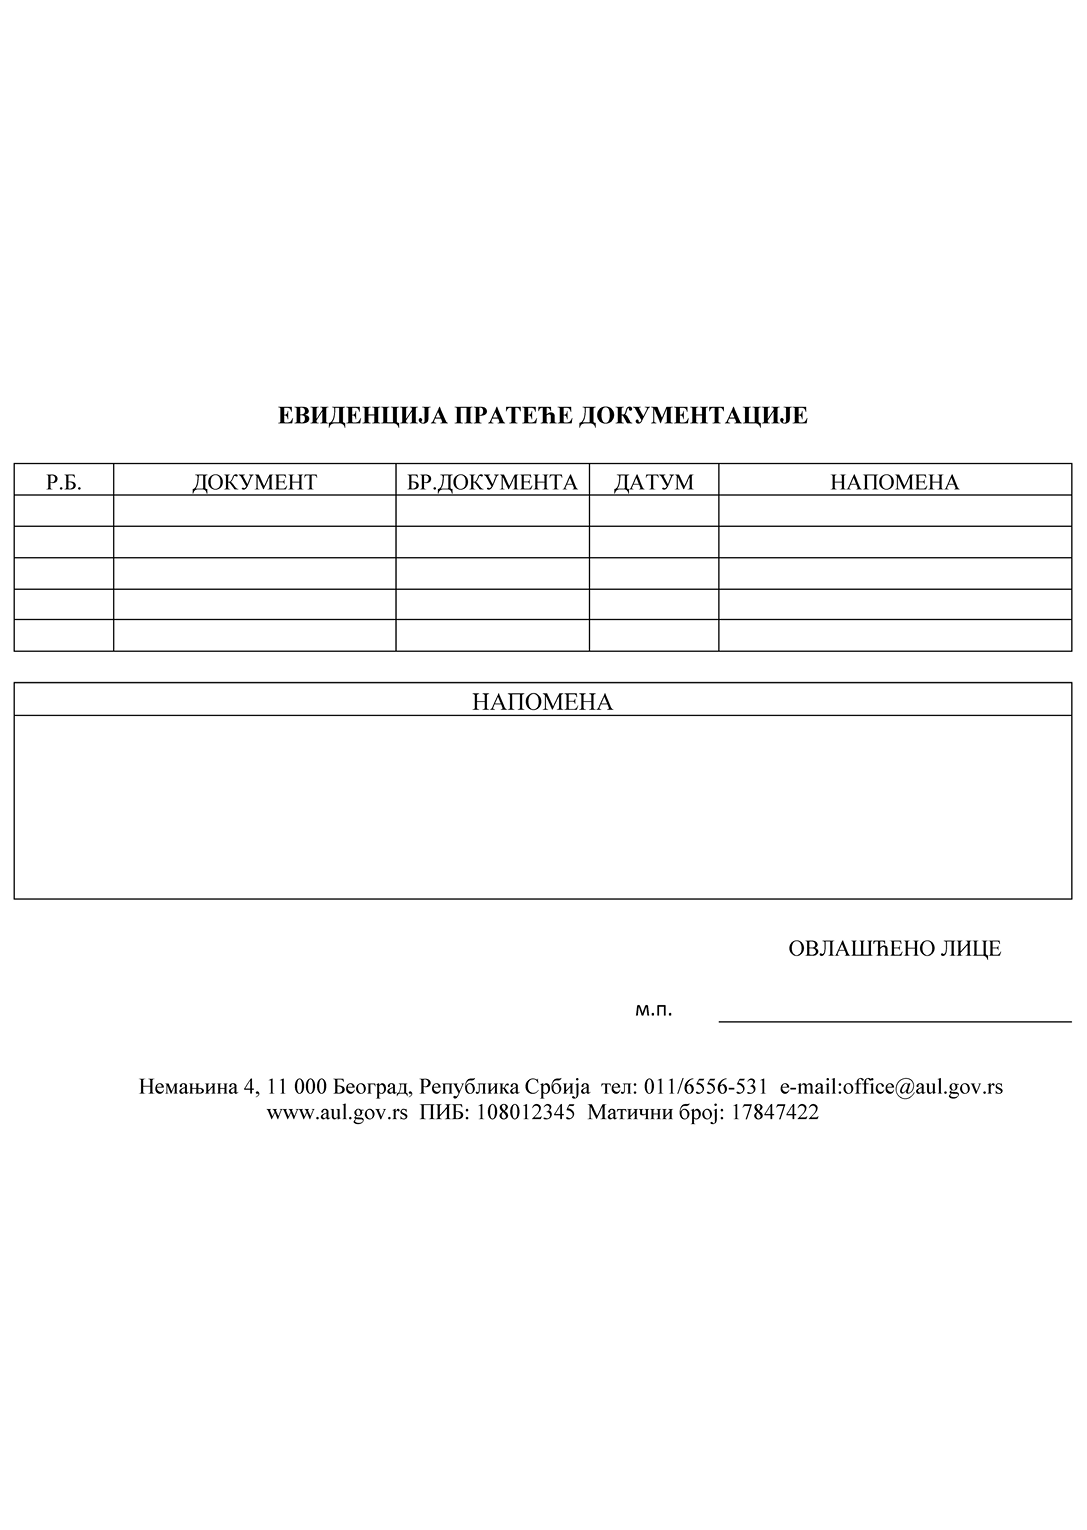 ЕВИДЕНЦИЈА ПРАТЕЋЕ ДОКУМЕНТАЦИЈЕ
Р.Б. ДОКУМЕНТ БР.ДОКУМЕНТА ДАТУМ НАПОМЕНА
НАПОМЕНА
ОВЛАШЋЕНО ЛИЦЕ
м.п.
Немањина 4, 11 000 Београд, Република Србија тел: 011/6556-531 e-mail:office@aul.gov.rs
www.aul.gov.rs ПИБ: 108012345 Матични број: 17847422